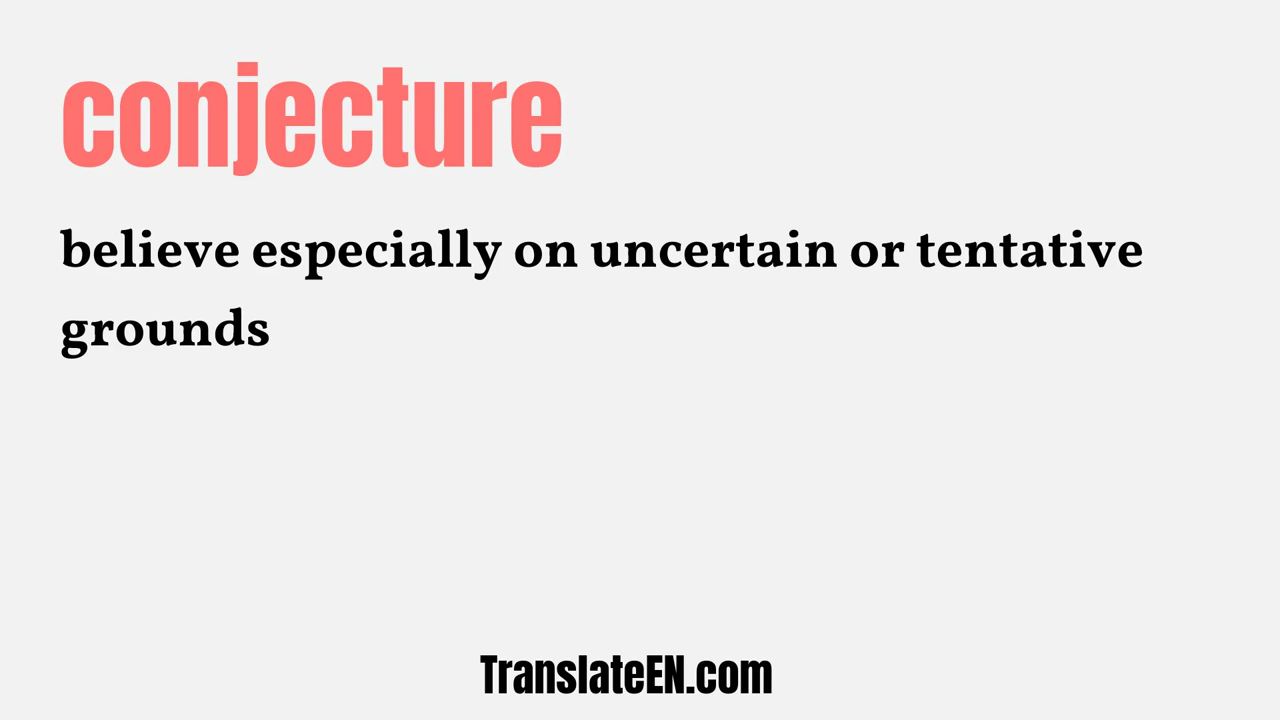 conjecture
believe especially on uncertain or tentative
grounds
TranslateEN.com